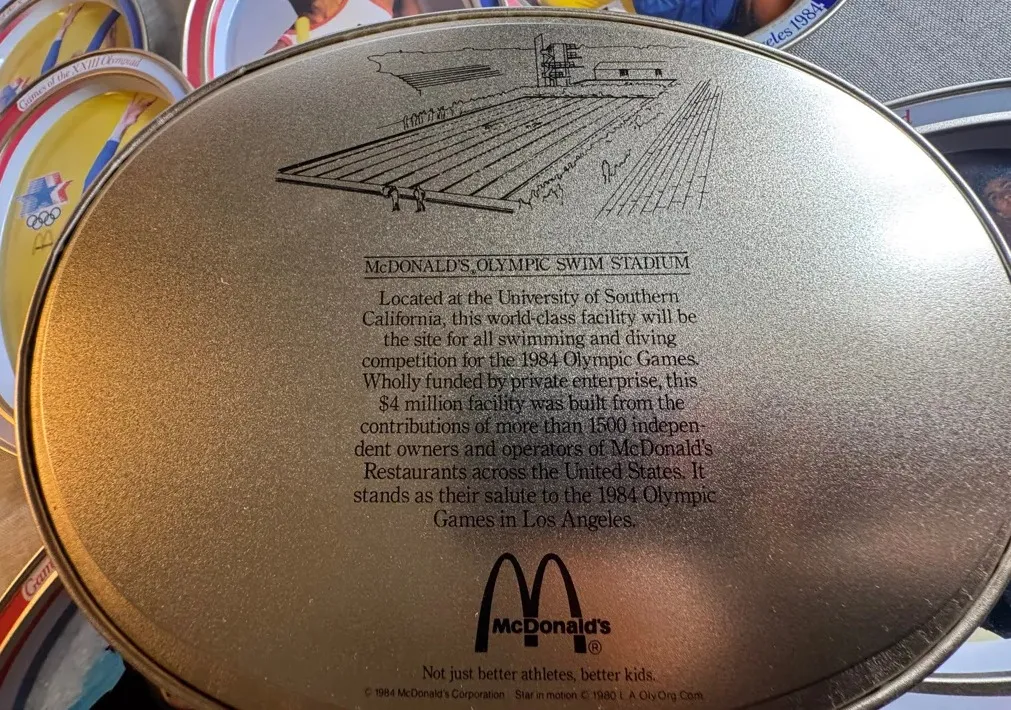 Games of the XXIII Olympiad
eles 1984
McDONALD'S OLYMPIC SWIM STADIUM
Located at the University of Southern
California, this world-class facility will be
the site for all swimming and diving
competition for the 1984 Olympic Games.
Wholly funded by private enterprise, this
$4 million facility was built from the
contributions of more than 1500 indepen-
dent owners and operators of McDonald's
Restaurants across the United States. It
stands as their salute to the 1984 Olympic
Games in Los Angeles.
McDonald's ®
Not just better athletes, better kids.
© 1984 McDonald's Corporation Star in motion © 1980 L A OlyOrg Com
Gam